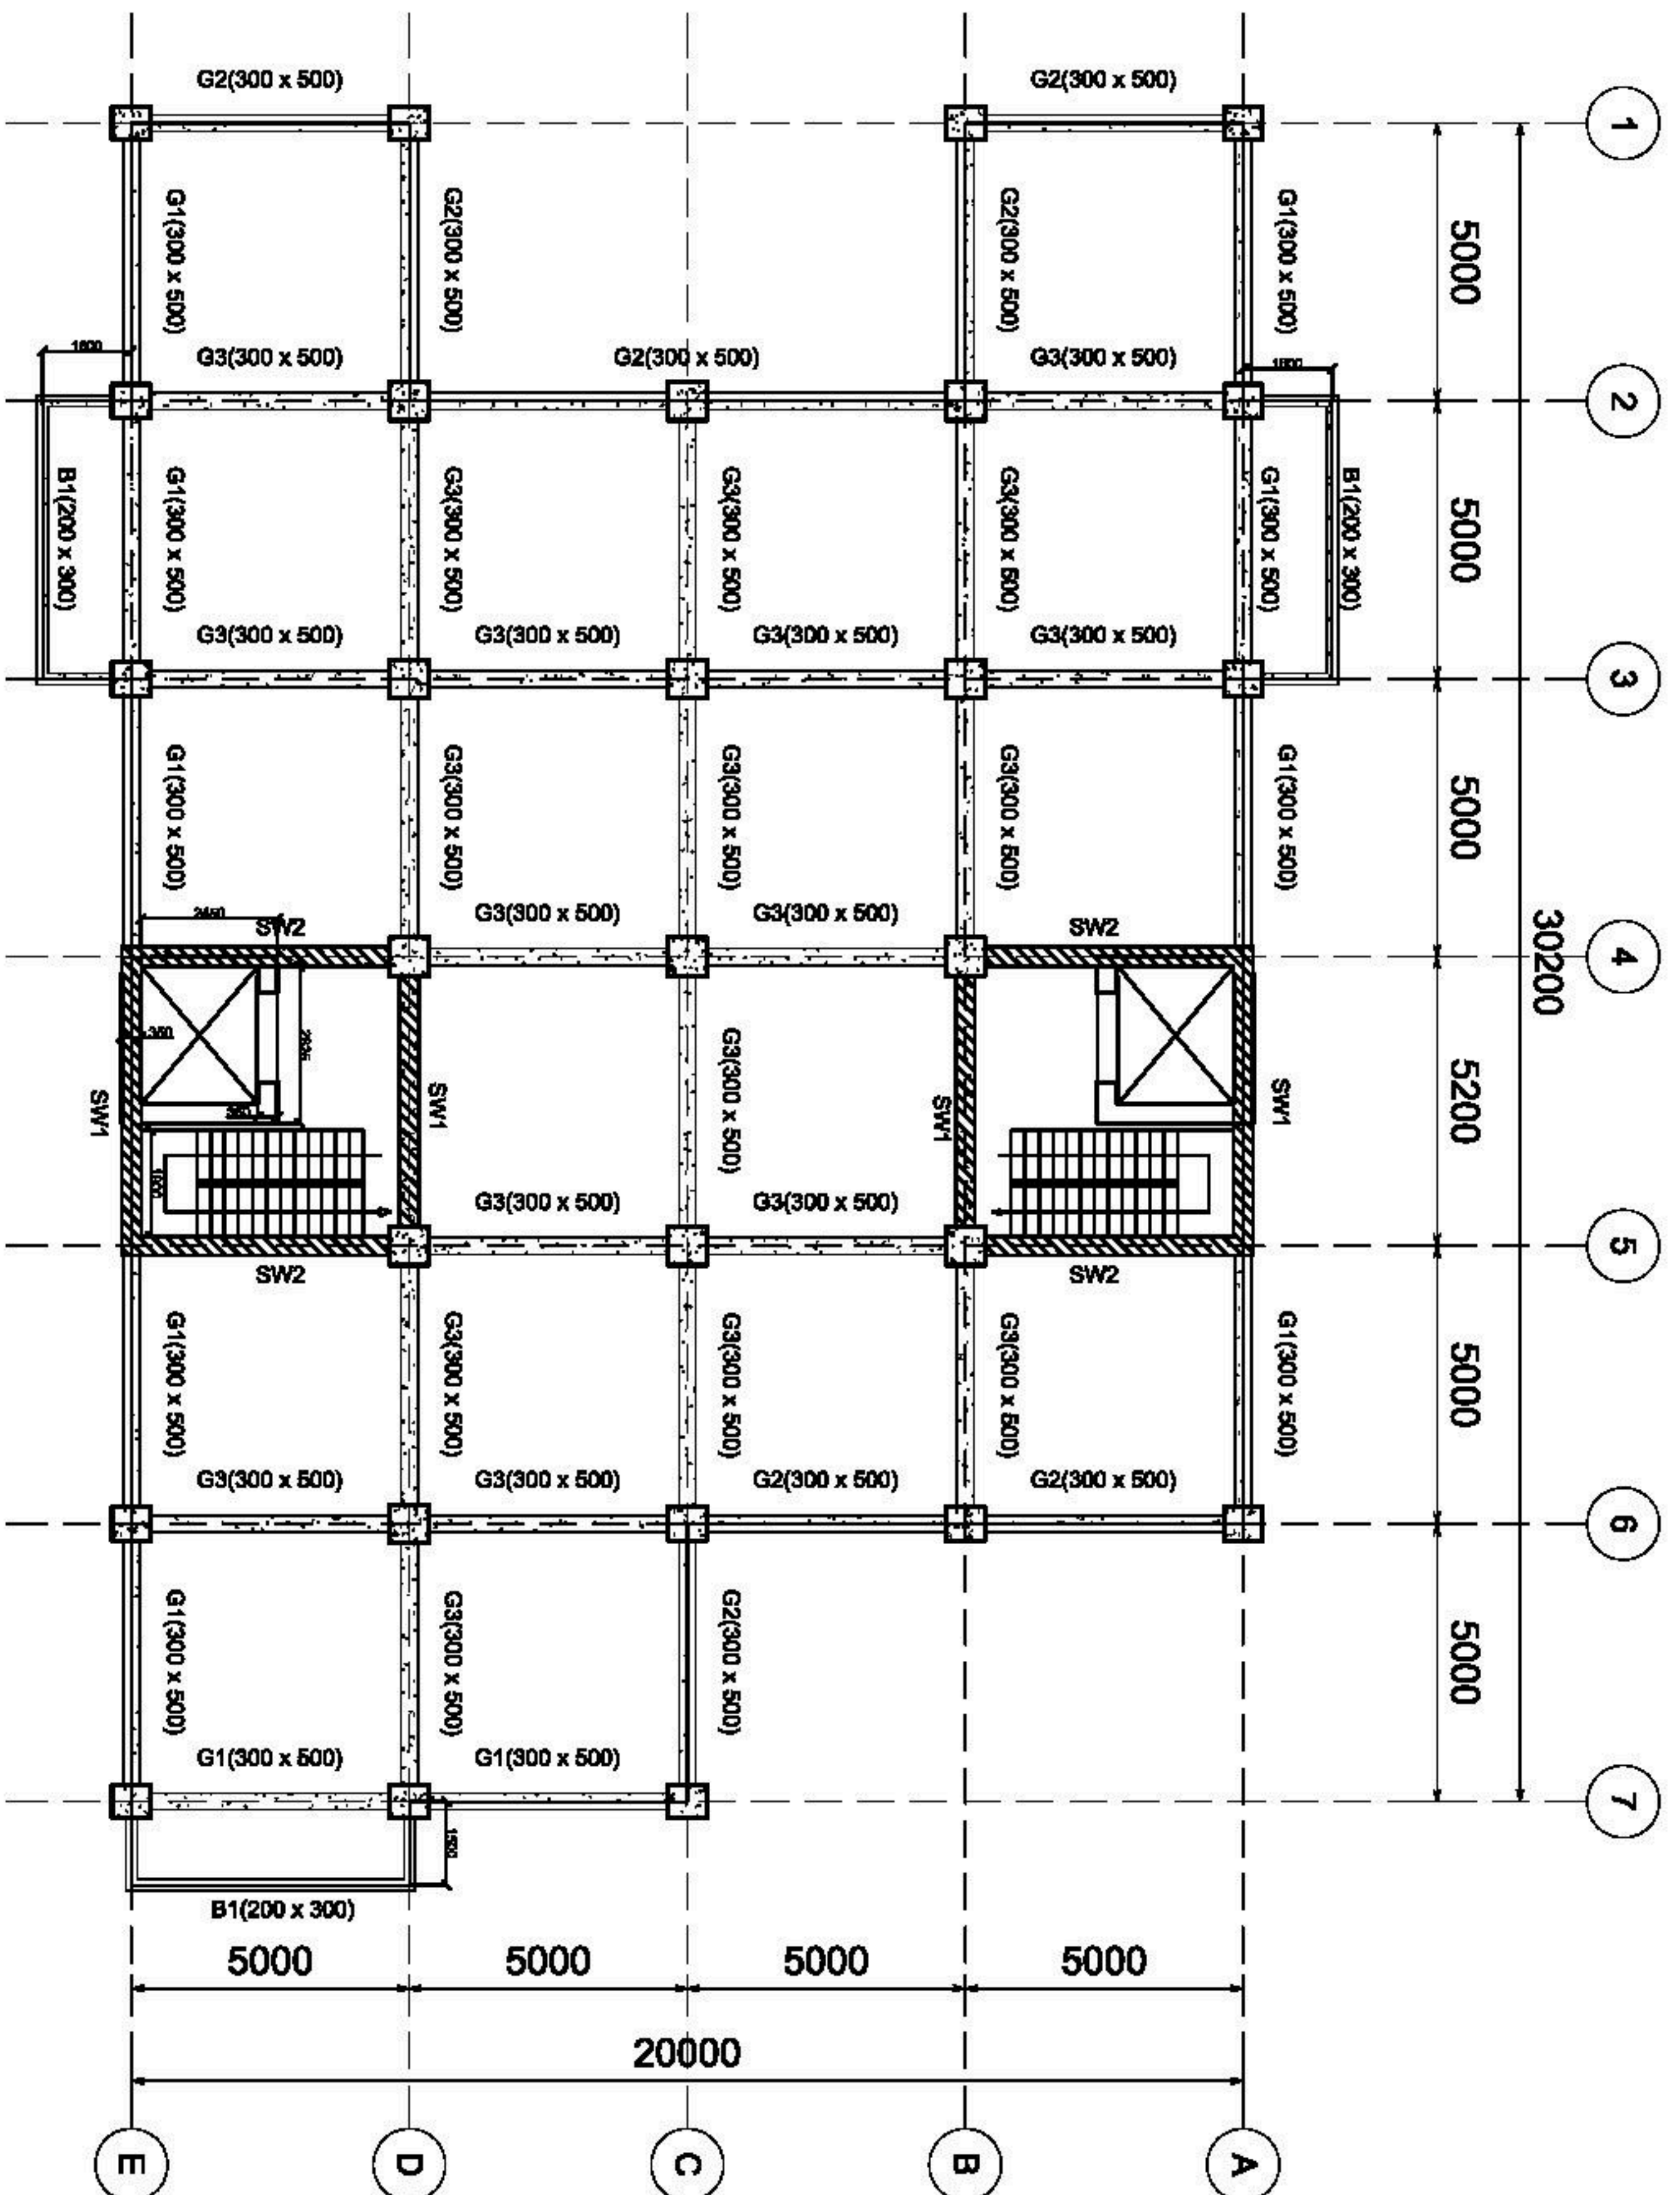 G2(300 x 500)
G2(300 x 500)
1
G1(300 x 500)
G2(300 x 500)
G2(300 x 500)
G1(300 x 500)
5000
G3(300 x 500)
G2(300 x 500)
G3(300 x 500)
2
B1(200 x 300)
G1(300 x 500)
G3(300 x 500)
G3(300 x 500)
G3(300 x 500)
G1(300 x 500)
B1(200 x 300)
5000
G3(300 x 500)
G3(300 x 500)
G3(300 x 500)
G3(300 x 500)
3
G1(300 x 500)
G3(300 x 500)
G3(300 x 500)
G3(300 x 500)
G1(300 x 500)
5000
2450
SW2
G3(300 x 500)
G3(300 x 500)
SW2
30200
4
350
SW1
SW1
G3(300 x 500)
SW1
SW1
5200
G3(300 x 500)
G3(300 x 500)
SW2
SW2
5
G1(300 x 500)
G3(300 x 500)
G3(300 x 500)
G3(300 x 500)
G1(300 x 500)
5000
G3(300 x 500)
G3(300 x 500)
G2(300 x 500)
G2(300 x 500)
6
G1(300 x 500)
G3(300 x 500)
G2(300 x 500)
5000
G1(300 x 500)
G1(300 x 500)
7
1500
B1(200 x 300)
5000
5000
5000
5000
20000
E
D
C
B
A